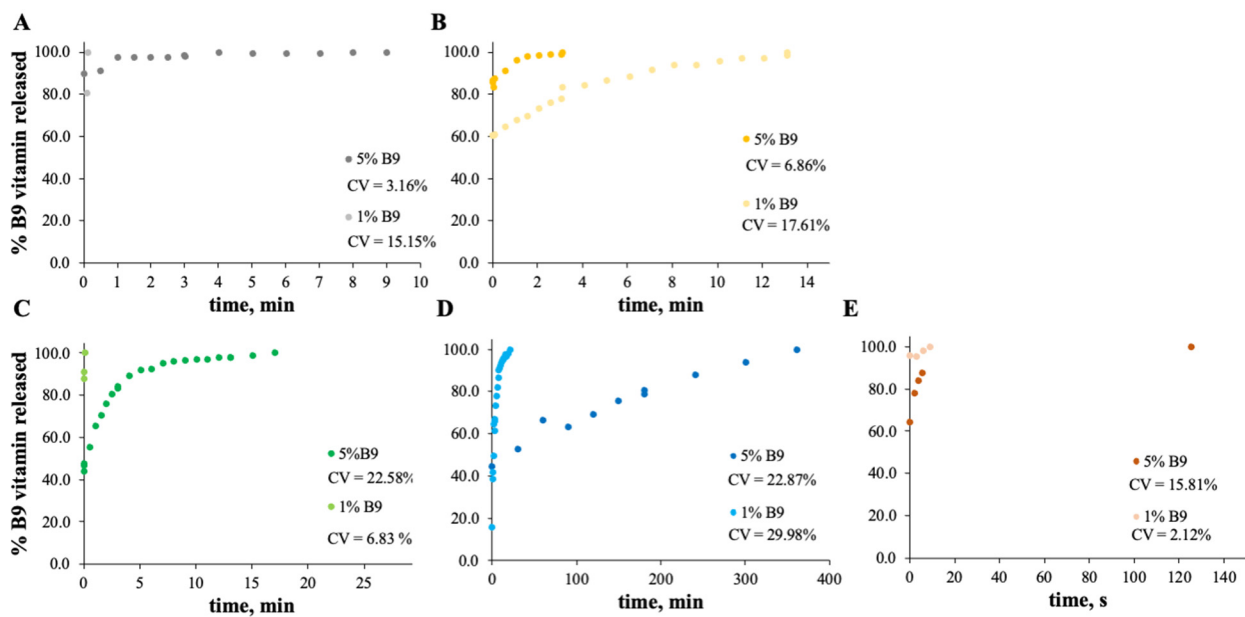 A
% B9 vitamin released
100.0
80.0
60.0
40.0
20.0
0.0
0 1 2 3 4 5 6 7 8 9 10
time, min
5% B9
CV = 3.16%
1% B9
CV = 15.15%
B
100.0
80.0
60.0
40.0
20.0
0.0
0 2 4 6 8 10 12 14
time, min
5% B9
CV = 6.86%
1% B9
CV = 17.61%
C
% B9 vitamin released
100.0
80.0
60.0
40.0
20.0
0.0
0 5 10 15 20 25
time, min
5%B9
CV = 22.58%
1% B9
CV = 6.83 %
D
100.0
80.0
60.0
40.0
20.0
0.0
0 100 200 300 400
time, min
5% B9
CV = 22.87%
1% B9
CV = 29.98%
E
100.0
80.0
60.0
40.0
20.0
0.0
0 20 40 60 80 100 120 140
time, s
5% B9
CV = 15.81%
1% B9
CV = 2.12%